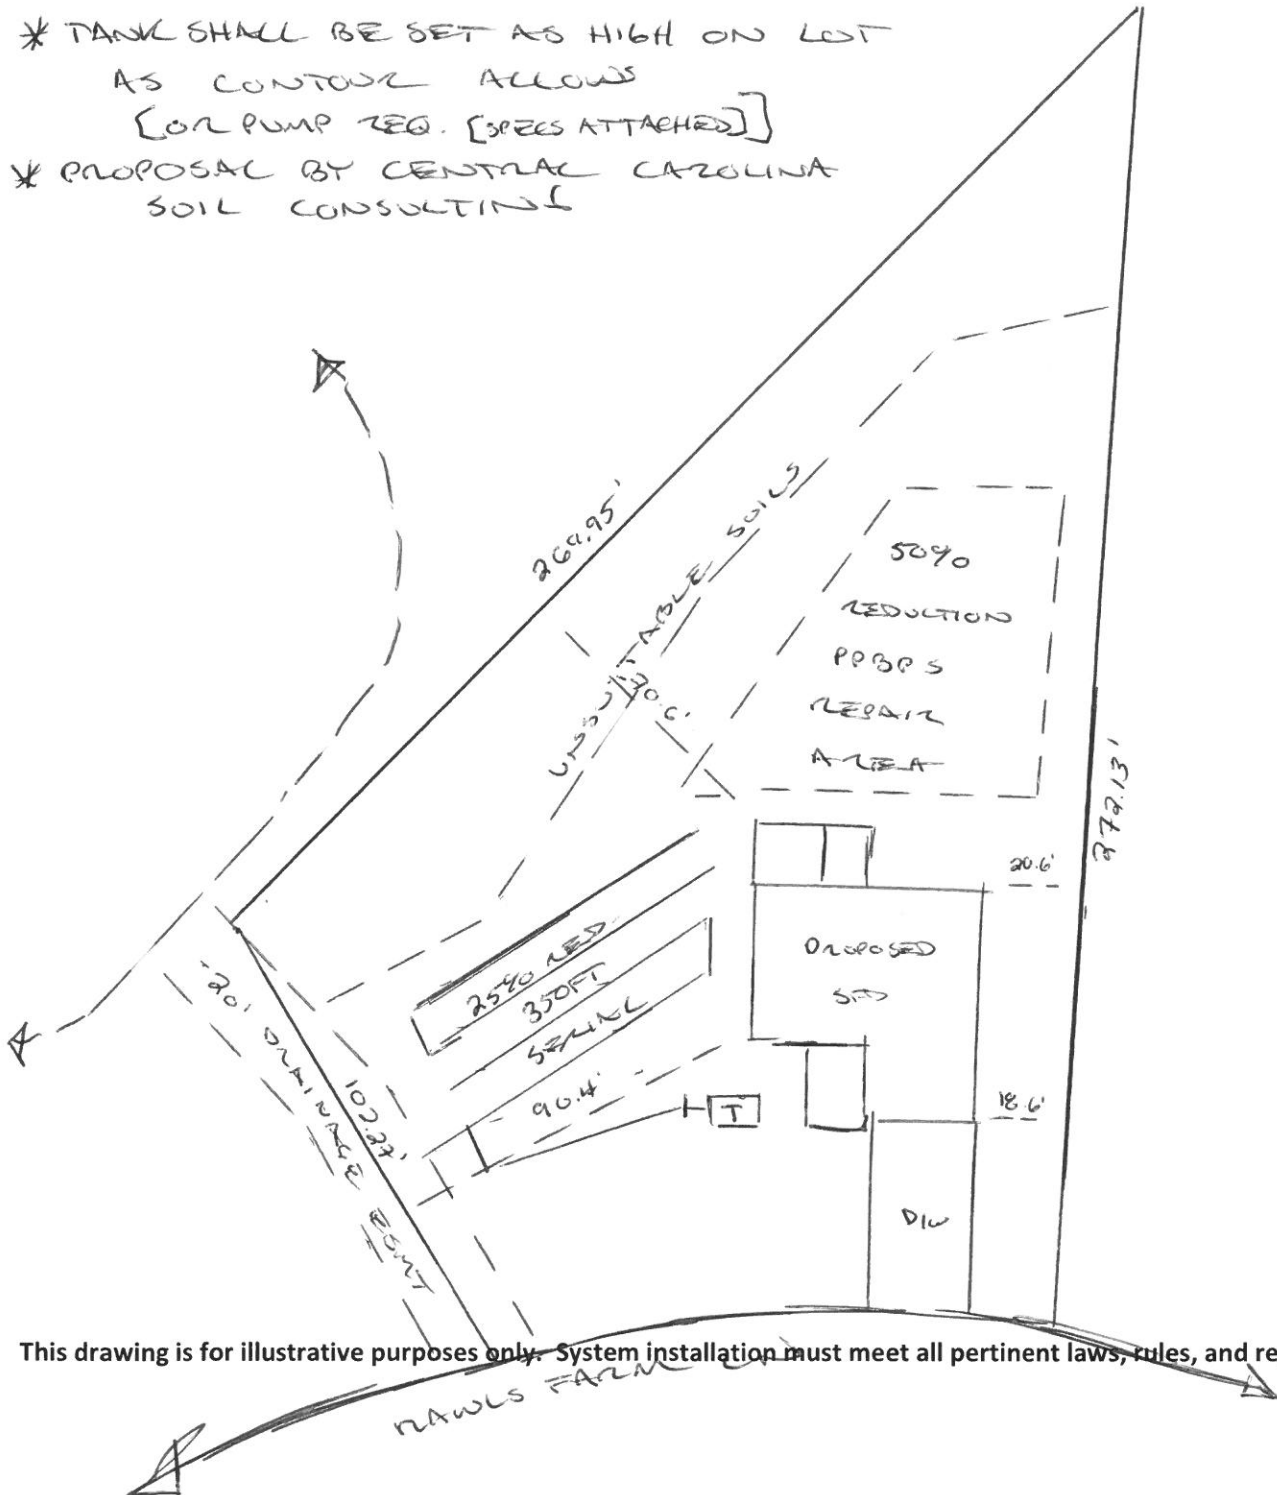 * TANK SHALL BE SET AS HIGH ON LOT
AS CONTOUR ALLOWS
[OR PUMP REQ. [SPECS ATTACHED]]
* PROPOSAL BY CENTRAL CAROLINA
SOIL CONSULTING
269.95'
UNSUITABLE SOILS
70.6'
50%
REDUCTION
PPBPS
REPAIR
AREA
272.13'
20.6'
PROPOSED
SFD
25% RED.
350FT
SERIAL
90.4'
T
18.6'
D/W
20' DRAINAGE ESMT
102.27'
This drawing is for illustrative purposes only. System installation must meet all pertinent laws, rules, and re
RAWLS FARM